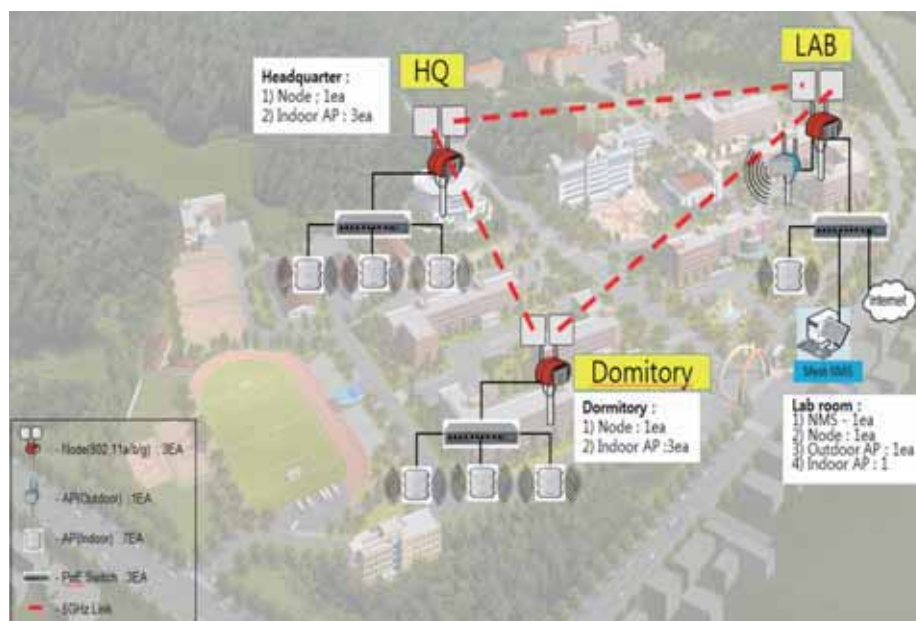 HQ
Headquarter :
1) Node : 1ea
2) Indoor AP : 3ea
LAB
Internet
Mesh NMS
Lab room :
1) NMS - 1ea
2) Node : 1ea
3) Outdoor AP : 1ea
4) Indoor AP : 1
Domitory
Dormitory :
1) Node : 1ea
2) Indoor AP :3ea
- Node(802.11a/b/g) :3EA
- AP(Outdoor) :1EA
- AP(Indoor) :7EA
- PoE Switch :3EA
- 5GHz Link